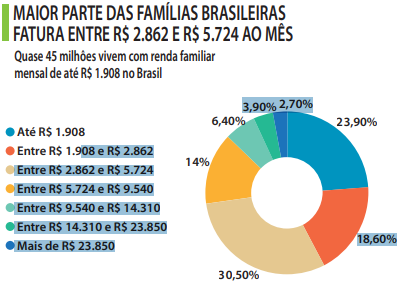 MAIOR PARTE DAS FAMÍLIAS BRASILEIRAS
FATURA ENTRE R$ 2.862 E R$ 5.724 AO MÊS
Quase 45 milhões vivem com renda familiar
mensal de até R$ 1.908 no Brasil
Até R$ 1.908
Entre R$ 1.908 e R$ 2.862
Entre R$ 2.862 e R$ 5.724
Entre R$ 5.724 e R$ 9.540
Entre R$ 9.540 e R$ 14.310
Entre R$ 14.310 e R$ 23.850
Mais de R$ 23.850
23,90%
18,60%
30,50%
14%
6,40%
3,90%
2,70%